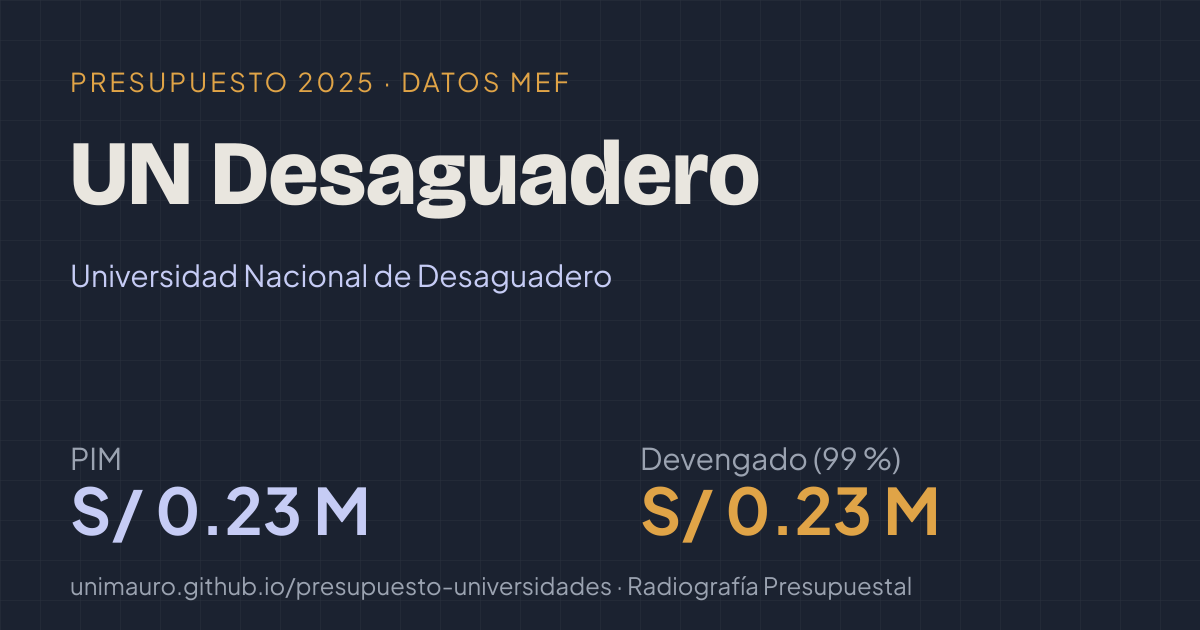 PRESUPUESTO 2025 · DATOS MEF
UN Desaguadero
Universidad Nacional de Desaguadero
PIM
S/ 0.23 M
Devengado (99 %)
S/ 0.23 M
unimauro.github.io/presupuesto-universidades · Radiografía Presupuestal